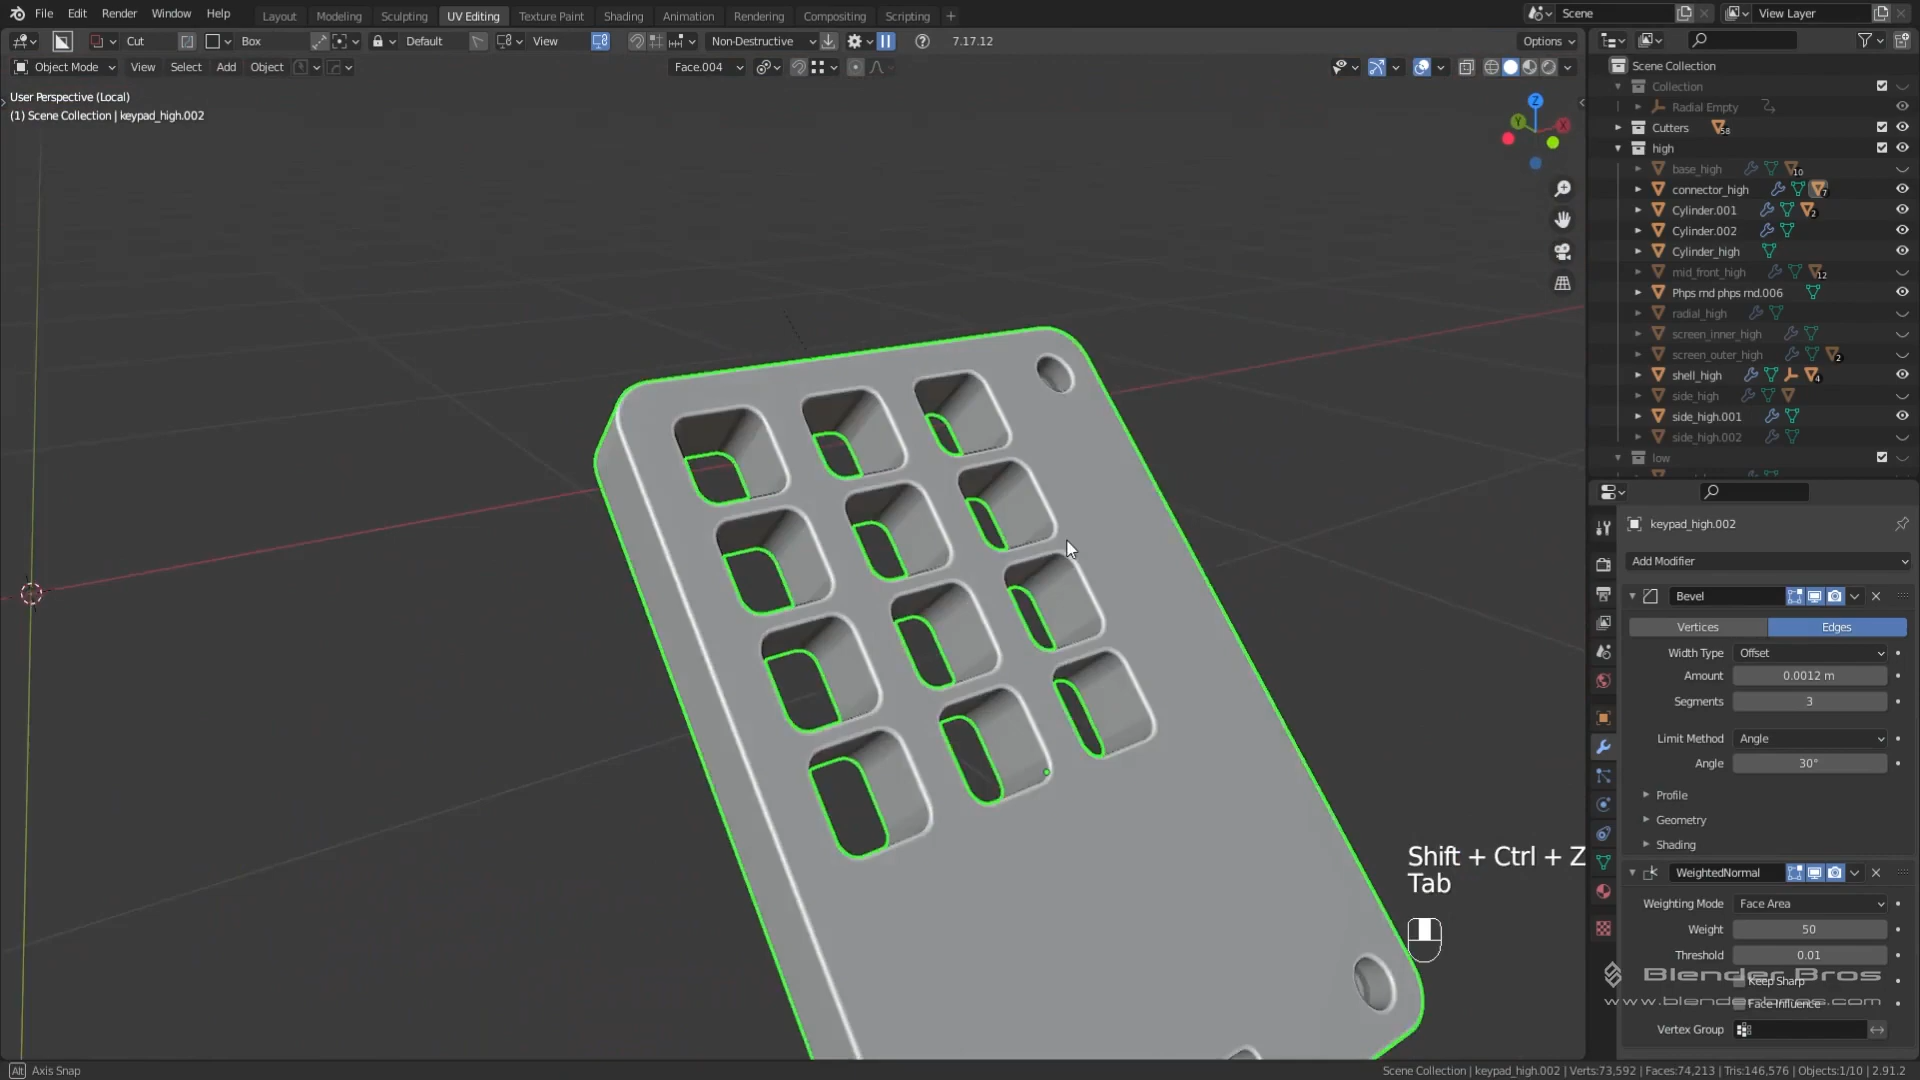 File Edit Render Window Help Layout Modeling Sculpting UV Editing Texture Paint Shading Animation Rendering Compositing Scripting + Scene View Layer
Cut Box Default View Non-Destructive 7.17.12 Options
Object Mode View Select Add Object Face.004
User Perspective (Local)
(1) Scene Collection | keypad_high.002
Z
Y
X
Scene Collection
Collection
Radial Empty
Cutters 58
high
base_high 10
connector_high 7
Cylinder.001 2
Cylinder.002
Cylinder_high
mid_front_high 12
Phps rnd phps rnd.006
radial_high
screen_inner_high
screen_outer_high 2
shell_high 4
side_high
side_high.001
side_high.002
low
keypad_high.002
Add Modifier
Bevel
Vertices Edges
Width Type Offset
Amount 0.0012 m
Segments 3
Limit Method Angle
Angle 30°
Profile
Geometry
Shading
WeightedNormal
Weighting Mode Face Area
Weight 50
Threshold 0.01
Keep Sharp
Face Influence
Vertex Group
Blender Bros
www.blenderbros.com
Shift + Ctrl + Z
Tab
Alt Axis Snap
Scene Collection | keypad_high.002 | Verts:73,592 | Faces:74,213 | Tris:146,576 | Objects:1/10 | 2.91.2